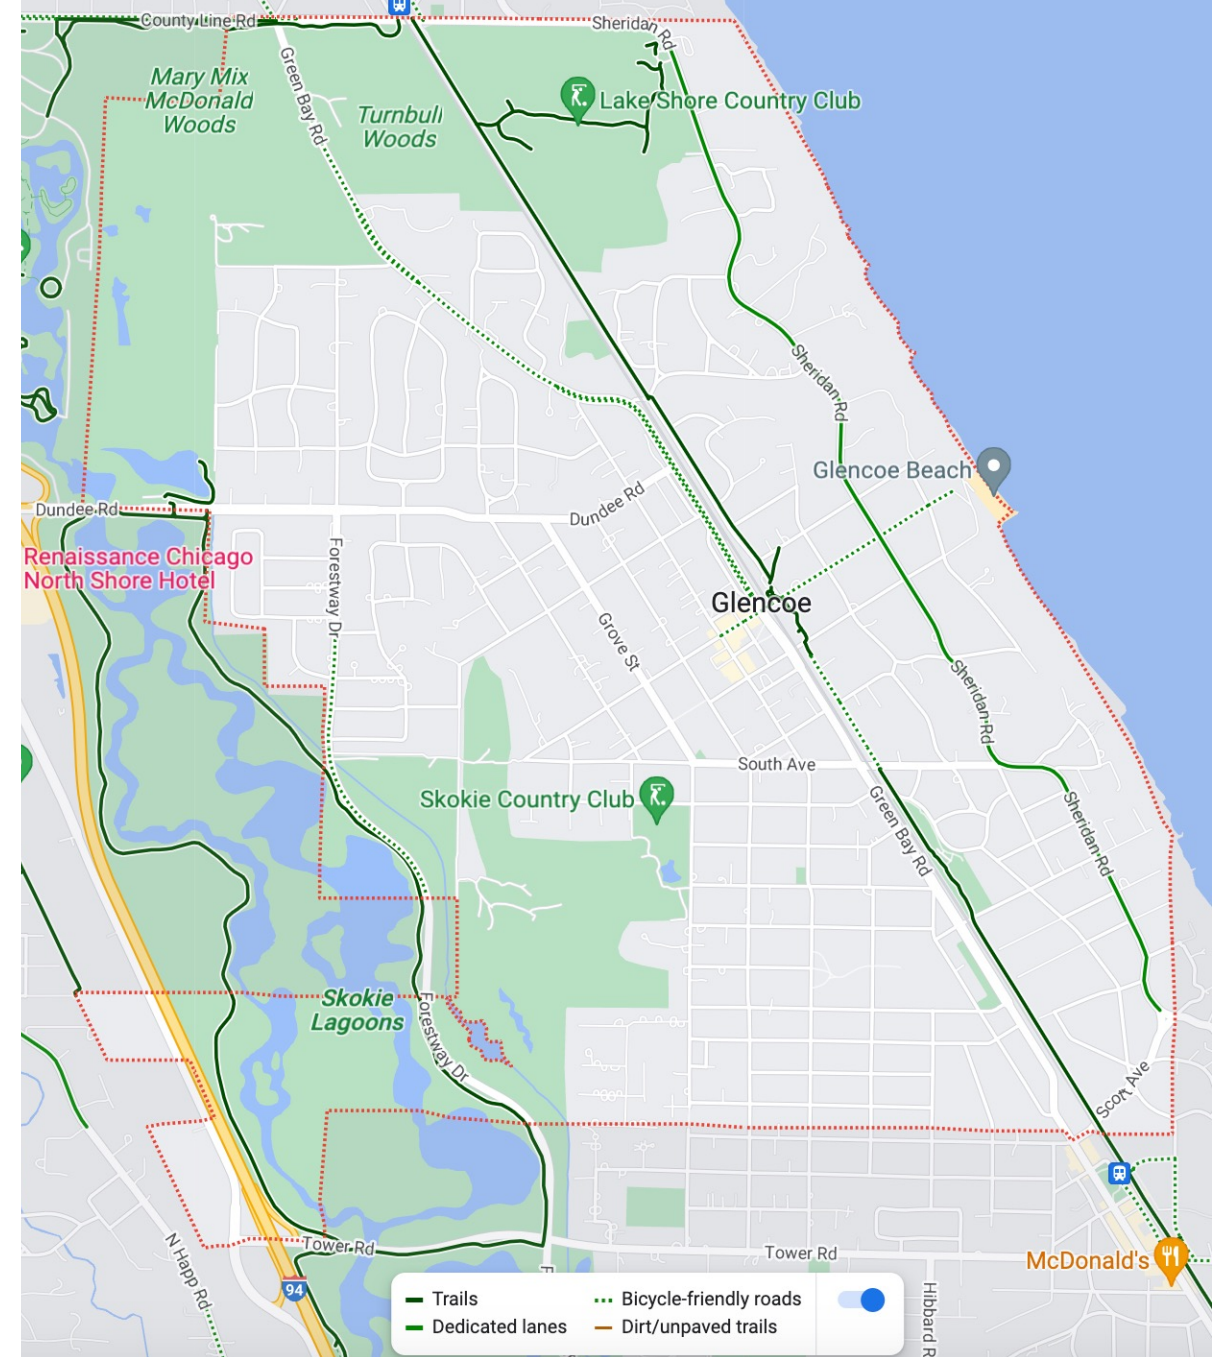 County Line Rd
Sheridan Rd
Green Bay Rd
Mary Mix
McDonald
Woods
Turnbull
Woods
Lake Shore Country Club
Sheridan Rd
Glencoe Beach
Dundee Rd
Dundee Rd
Renaissance Chicago
North Shore Hotel
Forestway Dr
Glencoe
Grove St
Sheridan Rd
South Ave
Skokie Country Club
Green Bay Rd
Sheridan Rd
Skokie
Lagoons
Forestway Dr
Scott Ave
N Happ Rd
Tower Rd
Tower Rd
McDonald's
94
F
Hibbard R
Trails
Bicycle-friendly roads
Dedicated lanes
Dirt/unpaved trails